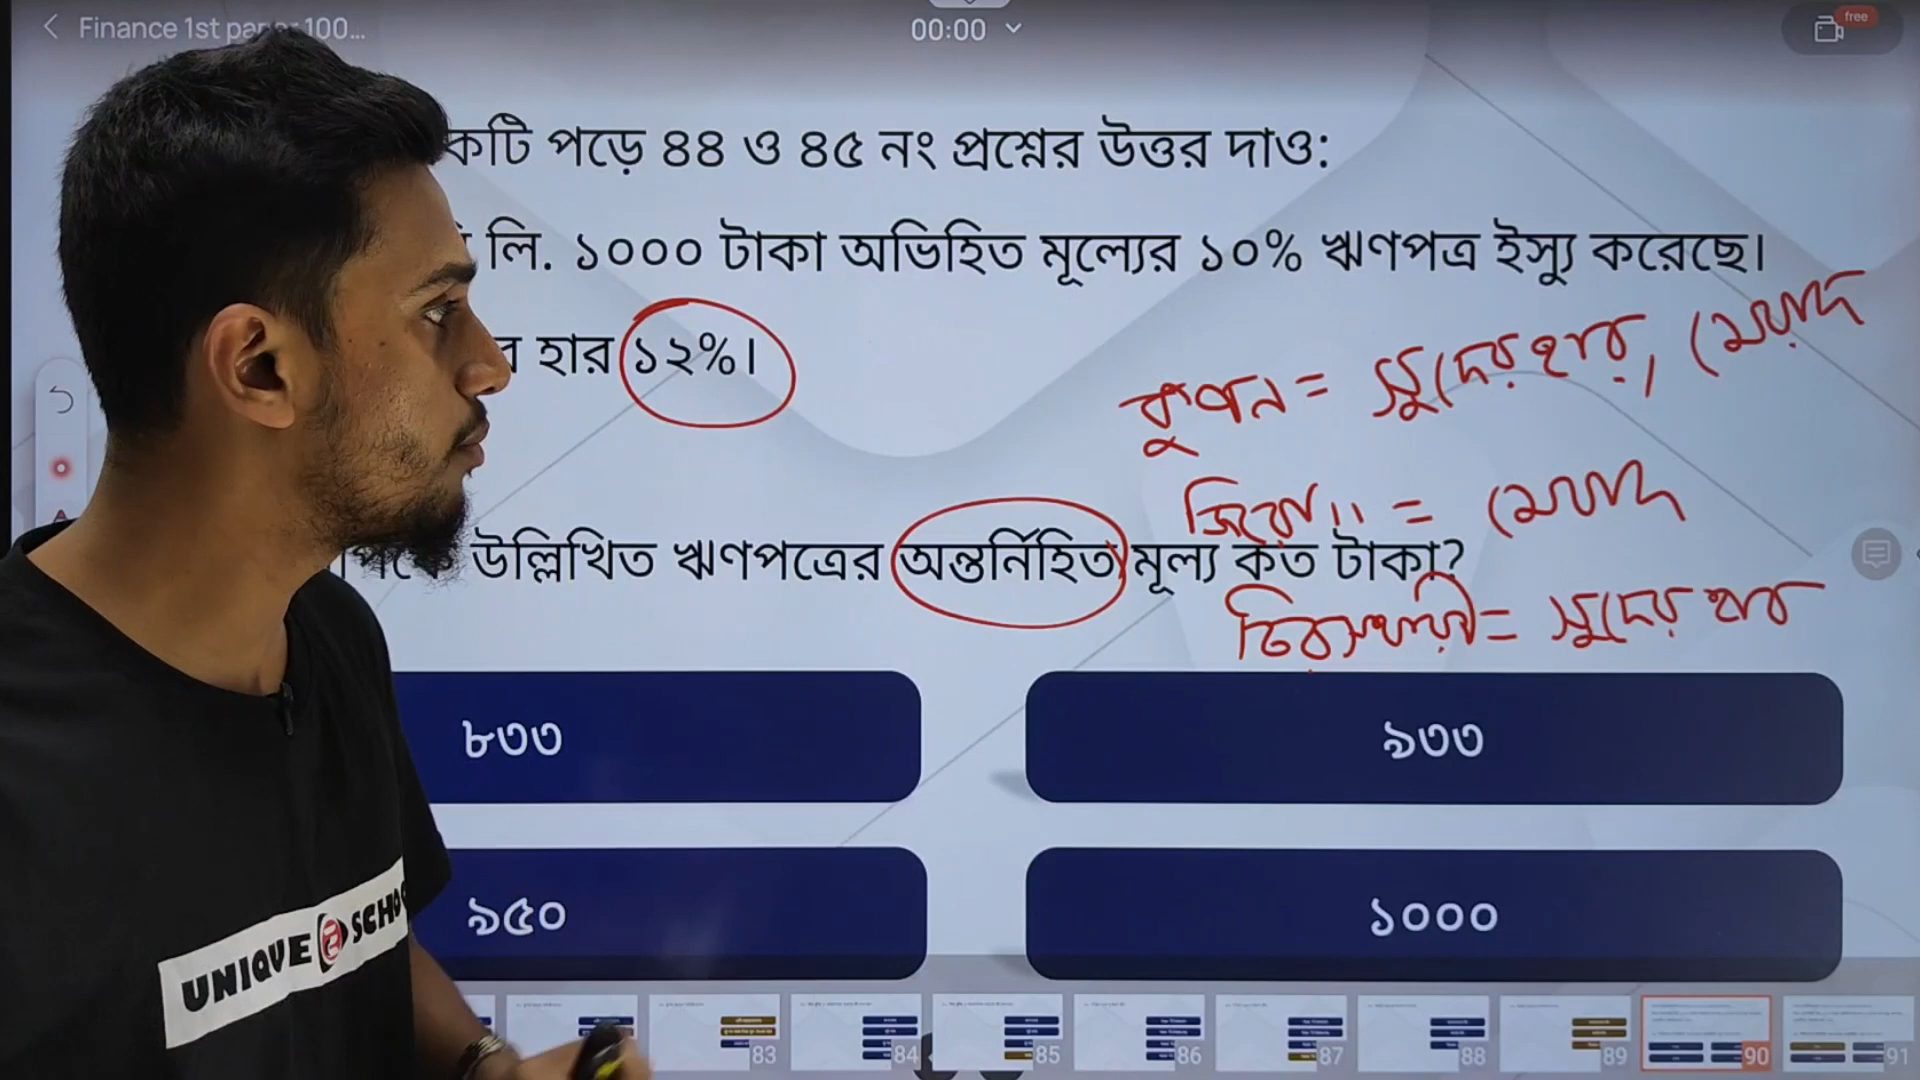 Finance 1st paper 100...
00:00
free
কটি পড়ে ৪৪ ও ৪৫ নং প্রশ্নের উত্তর দাও:
লি. ১০০০ টাকা অভিহিত মূল্যের ১০% ঋণপত্র ইস্যু করেছে।
র হার ১২%।
কুপন = সুদের হার, মেয়াদ
জিরো " = মেয়াদ
উল্লিখিত ঋণপত্রের অন্তর্নিহিত মূল্য কত টাকা?
চিরস্থায়ী = সুদের হার
৮৩৩
৯৩৩
৯৫০
১০০০
UNIQUE SCHO
83
84
85
86
87
88
89
90
91